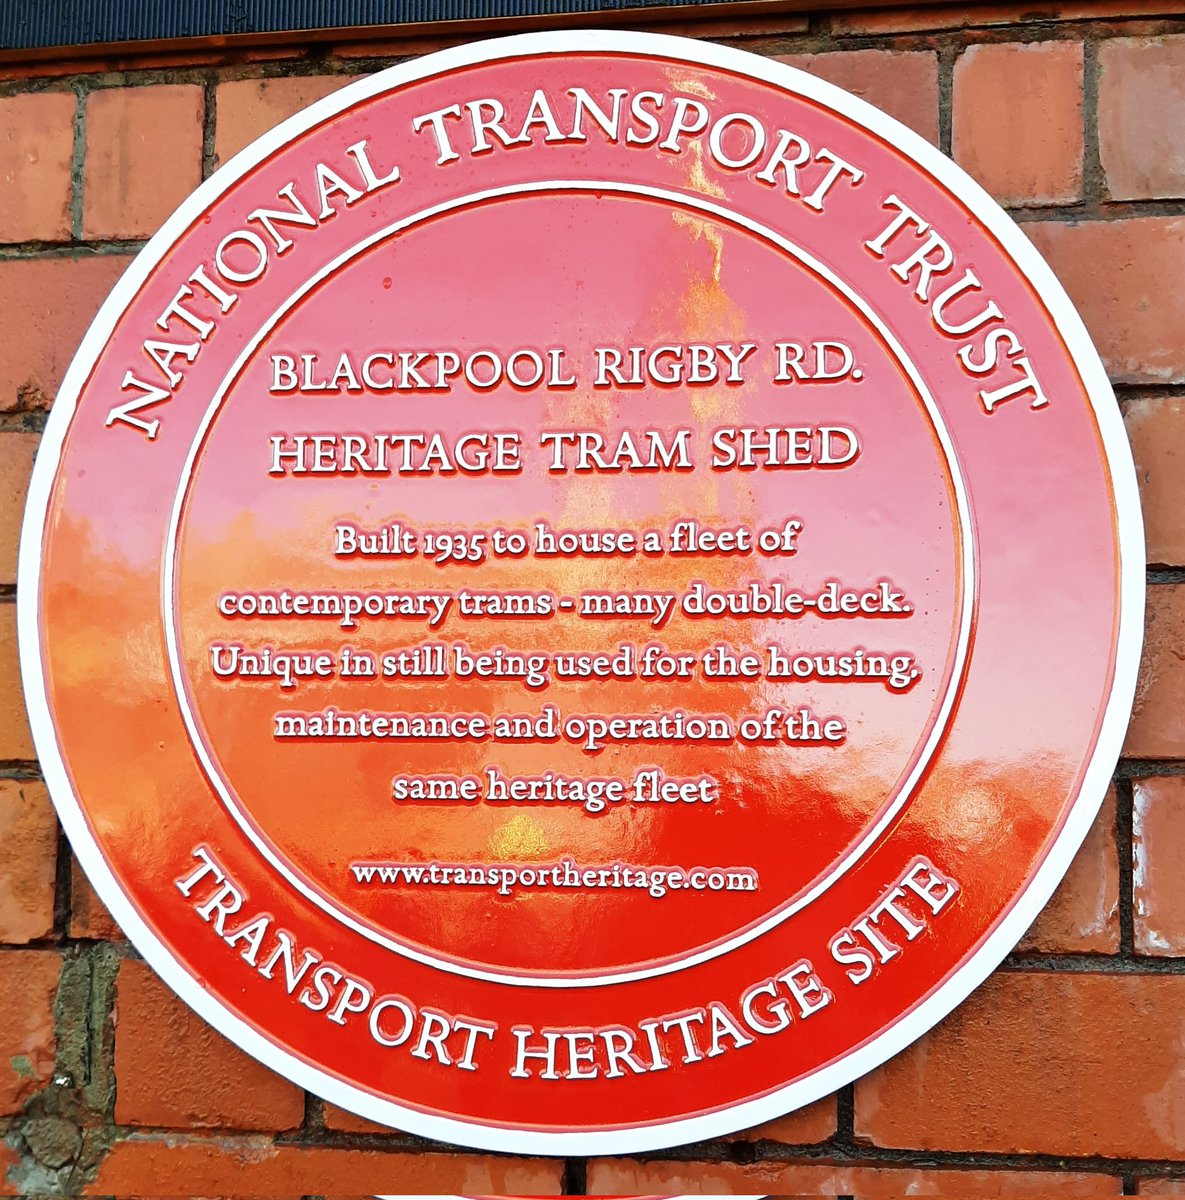 NATIONAL TRANSPORT TRUST
BLACKPOOL RIGBY RD.
HERITAGE TRAM SHED
Built 1935 to house a fleet of
contemporary trams - many double-deck.
Unique in still being used for the housing,
maintenance and operation of the
same heritage fleet
www.transportheritage.com
TRANSPORT HERITAGE SITE